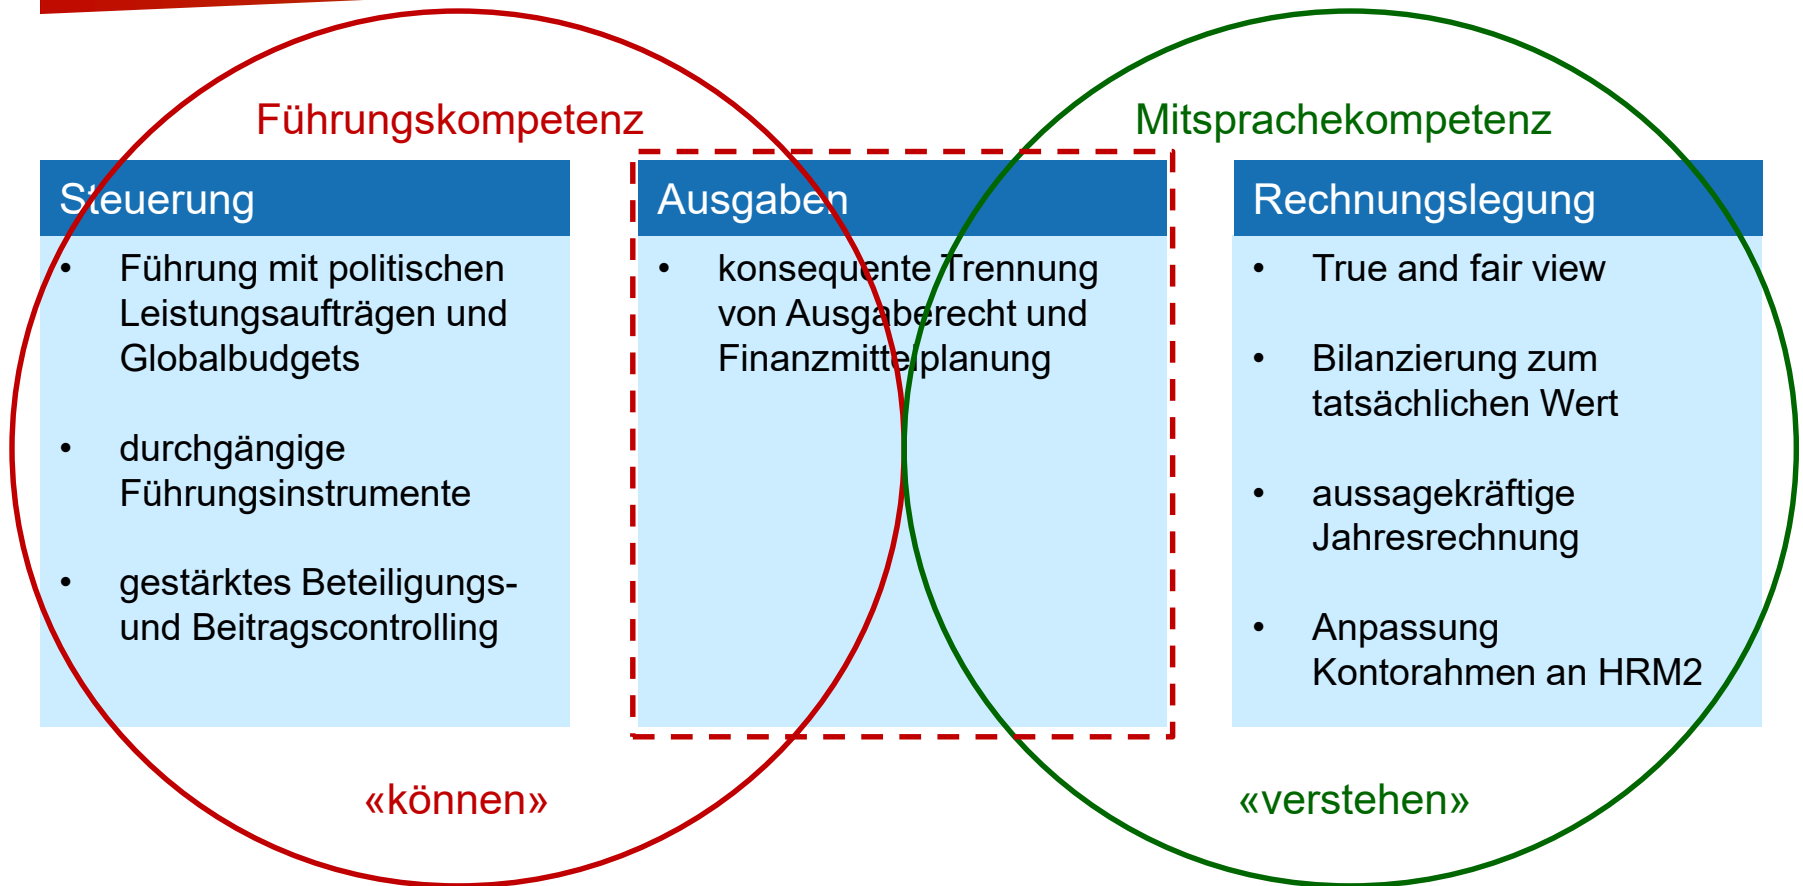 Führungskompetenz
Mitsprachekompetenz
Steuerung
• Führung mit politischen
Leistungsaufträgen und
Globalbudgets
• durchgängige
Führungsinstrumente
• gestärktes Beteiligungs-
und Beitragscontrolling
Ausgaben
• konsequente Trennung
von Ausgaberecht und
Finanzmittelplanung
Rechnungslegung
• True and fair view
• Bilanzierung zum
tatsächlichen Wert
• aussagekräftige
Jahresrechnung
• Anpassung
Kontorahmen an HRM2
«können»
«verstehen»